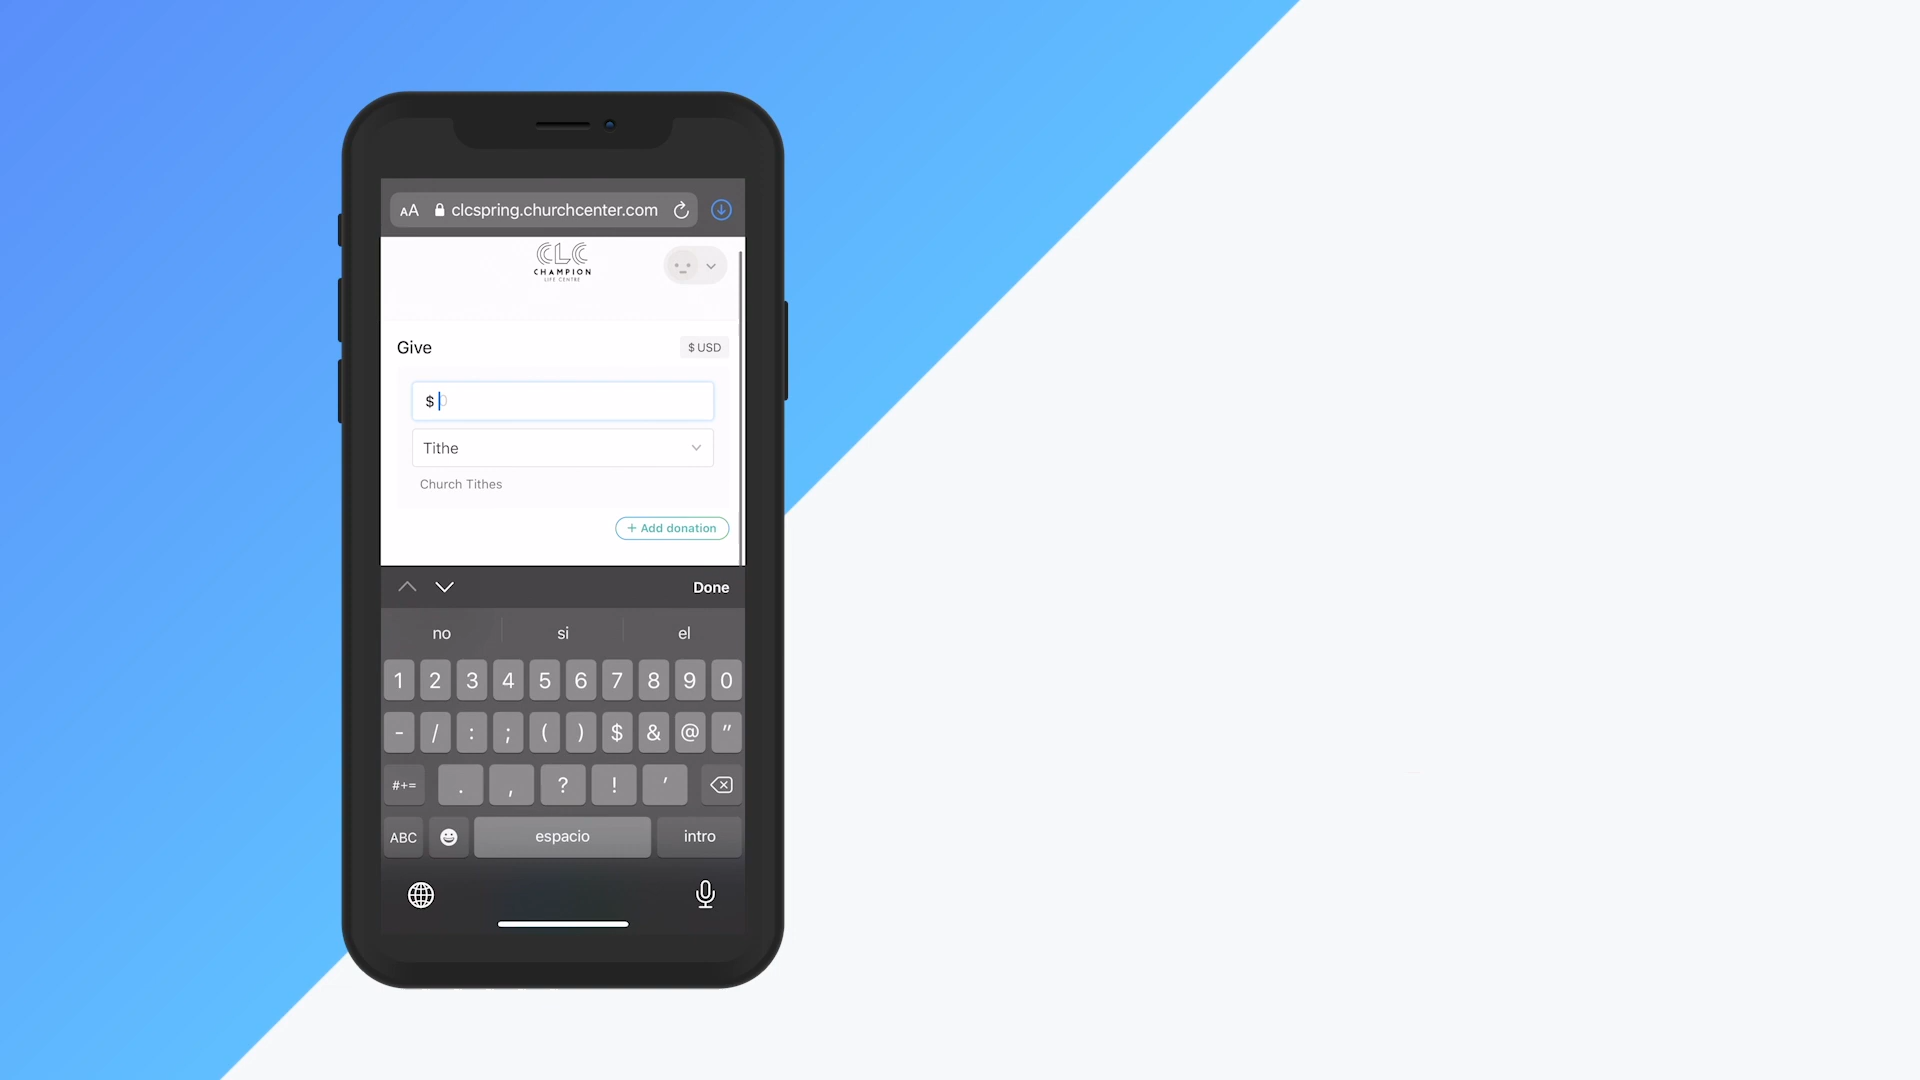 AA clcspring.churchcenter.com
CLC
CHAMPION
LIFE CENTRE
Give
$ USD
$ 0
Tithe
Church Tithes
+ Add donation
Done
no si el
1 2 3 4 5 6 7 8 9 0
- / : ; ( ) $ & @ "
#+= . , ? ! '
ABC espacio intro